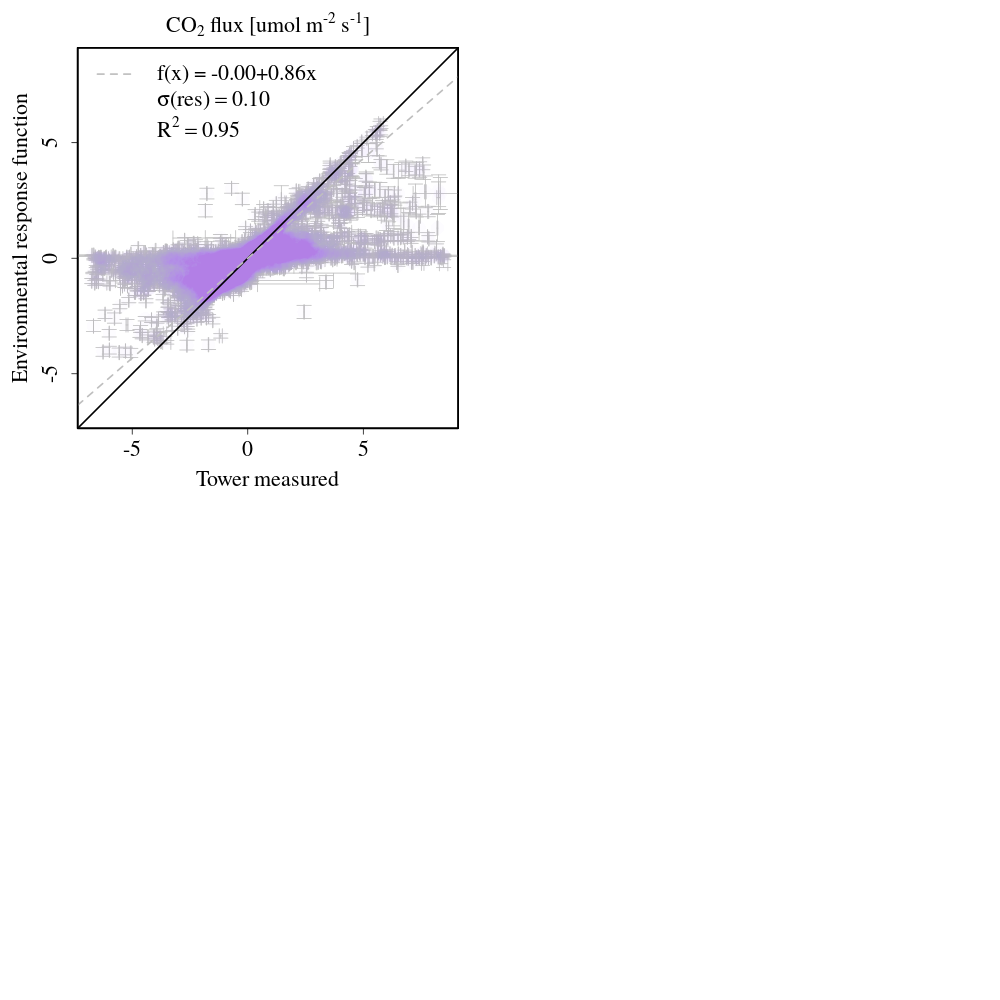 CO₂ flux [umol m⁻² s⁻¹]
f(x) = -0.00+0.86x
σ(res) = 0.10
R² = 0.95
Environmental response function
5
0
-5
-5 0 5
Tower measured